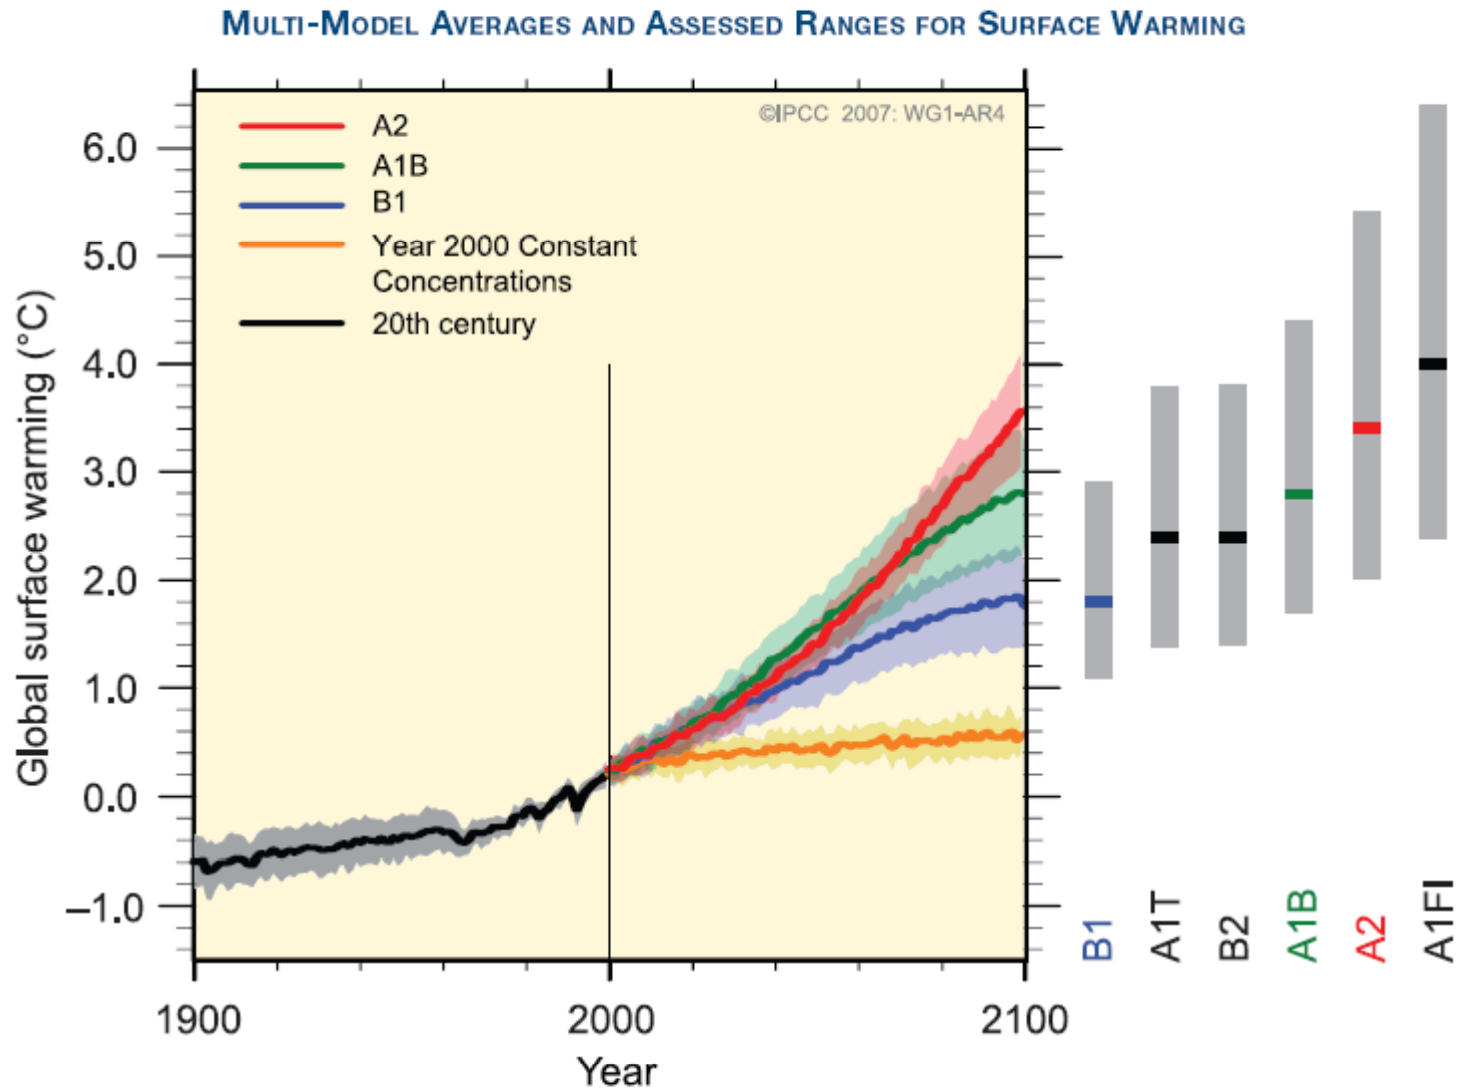 MULTI-MODEL AVERAGES AND ASSESSED RANGES FOR SURFACE WARMING
©IPCC 2007: WG1-AR4
A2
A1B
B1
Year 2000 Constant
Concentrations
20th century
Global surface warming (°C)
6.0
5.0
4.0
3.0
2.0
1.0
0.0
–1.0
1900
2000
2100
Year
B1
A1T
B2
A1B
A2
A1FI